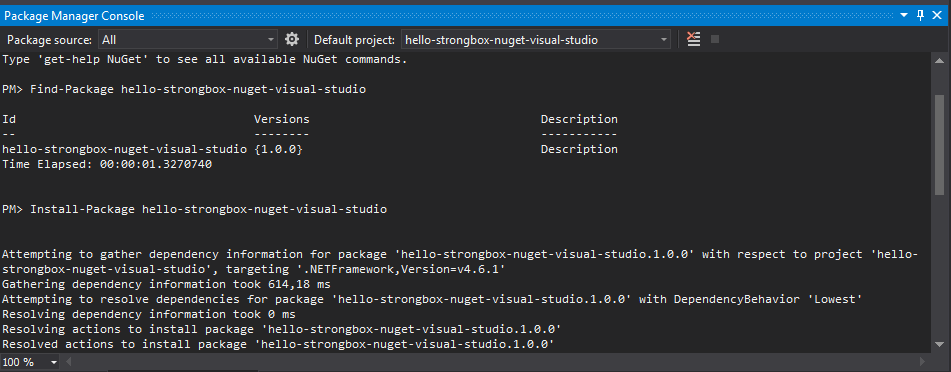 Package Manager Console
Package source: All Default project: hello-strongbox-nuget-visual-studio
Type 'get-help NuGet' to see all available NuGet commands.
PM> Find-Package hello-strongbox-nuget-visual-studio
Id Versions Description
-- -------- -----------
hello-strongbox-nuget-visual-studio {1.0.0} Description
Time Elapsed: 00:00:01.3270740
PM> Install-Package hello-strongbox-nuget-visual-studio
Attempting to gather dependency information for package 'hello-strongbox-nuget-visual-studio.1.0.0' with respect to project 'hello-
strongbox-nuget-visual-studio', targeting '.NETFramework,Version=v4.6.1'
Gathering dependency information took 614,18 ms
Attempting to resolve dependencies for package 'hello-strongbox-nuget-visual-studio.1.0.0' with DependencyBehavior 'Lowest'
Resolving dependency information took 0 ms
Resolving actions to install package 'hello-strongbox-nuget-visual-studio.1.0.0'
Resolved actions to install package 'hello-strongbox-nuget-visual-studio.1.0.0'
100 %